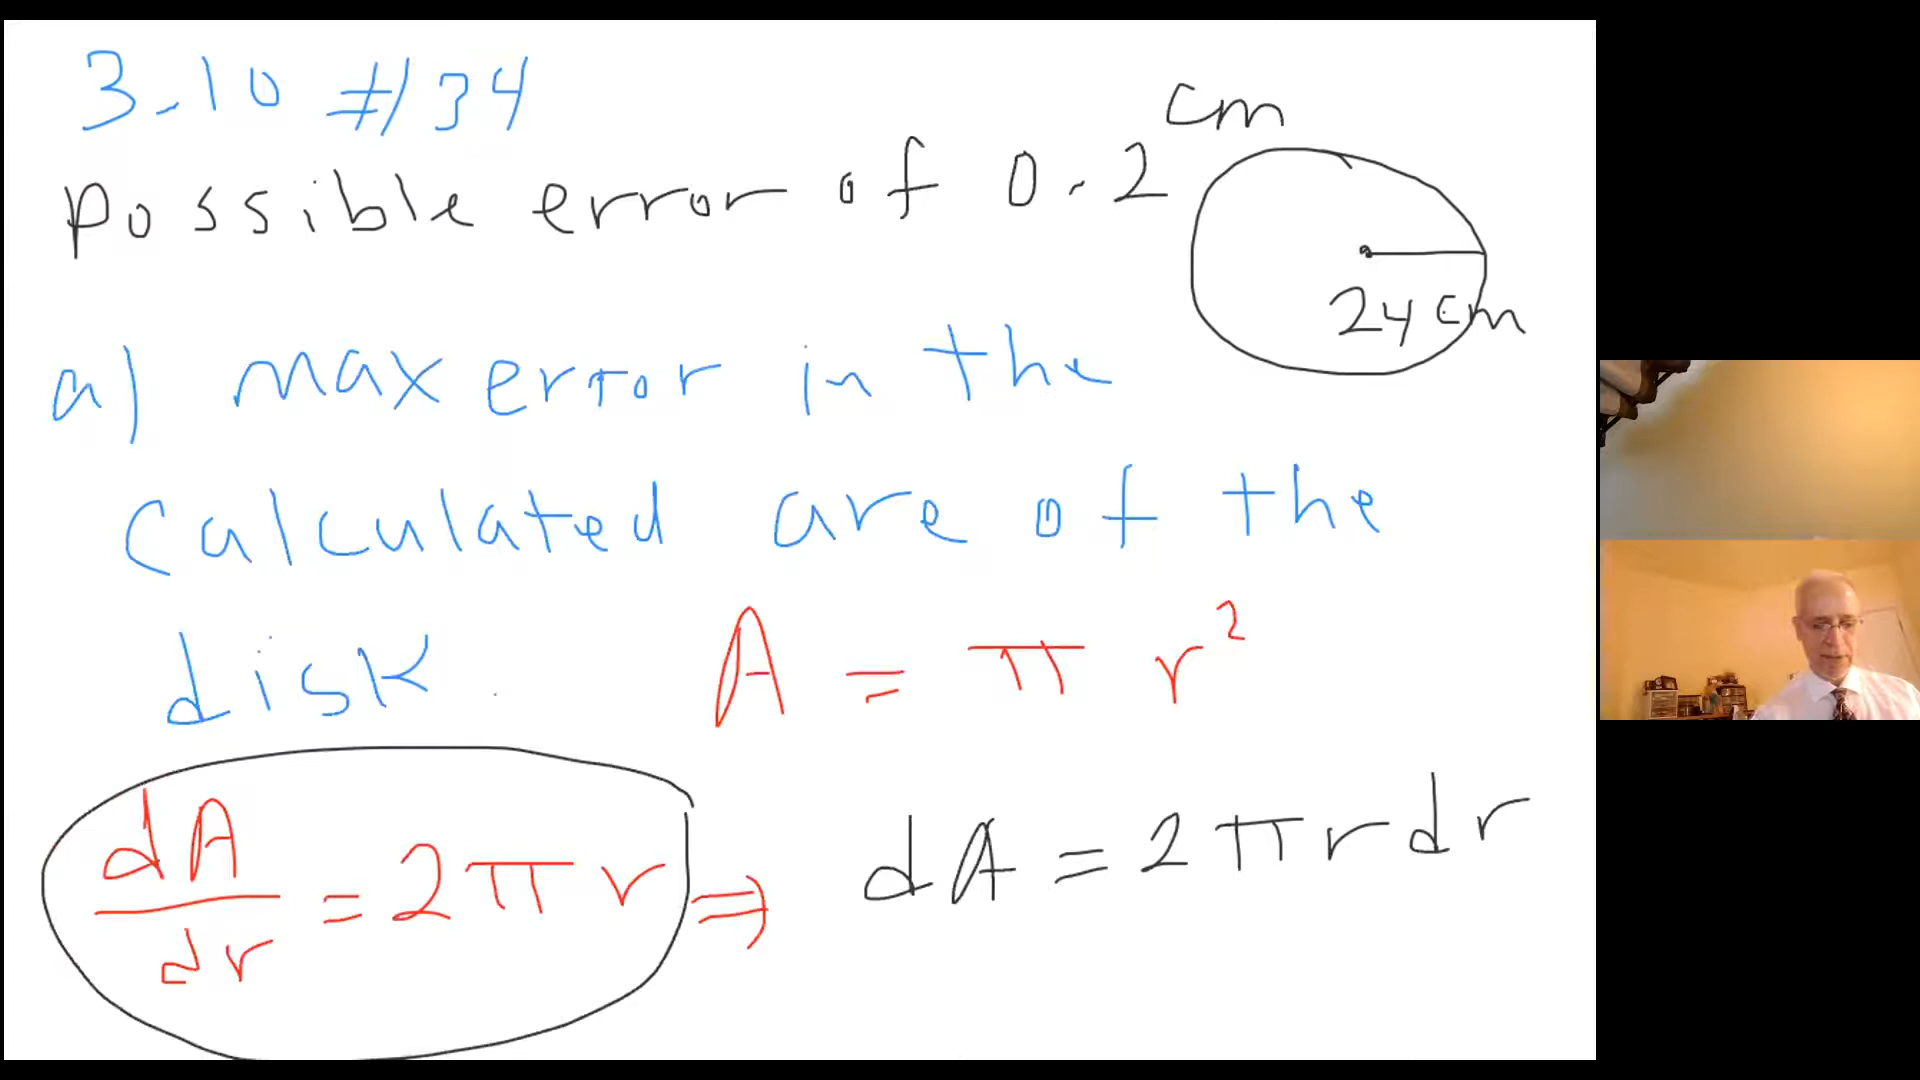 3.10 #34
cm
possible error of 0.2
24 cm
a) max error in the
calculated are of the
disk. A = π r²
dA/dr = 2πr ⇒ dA = 2πr dr